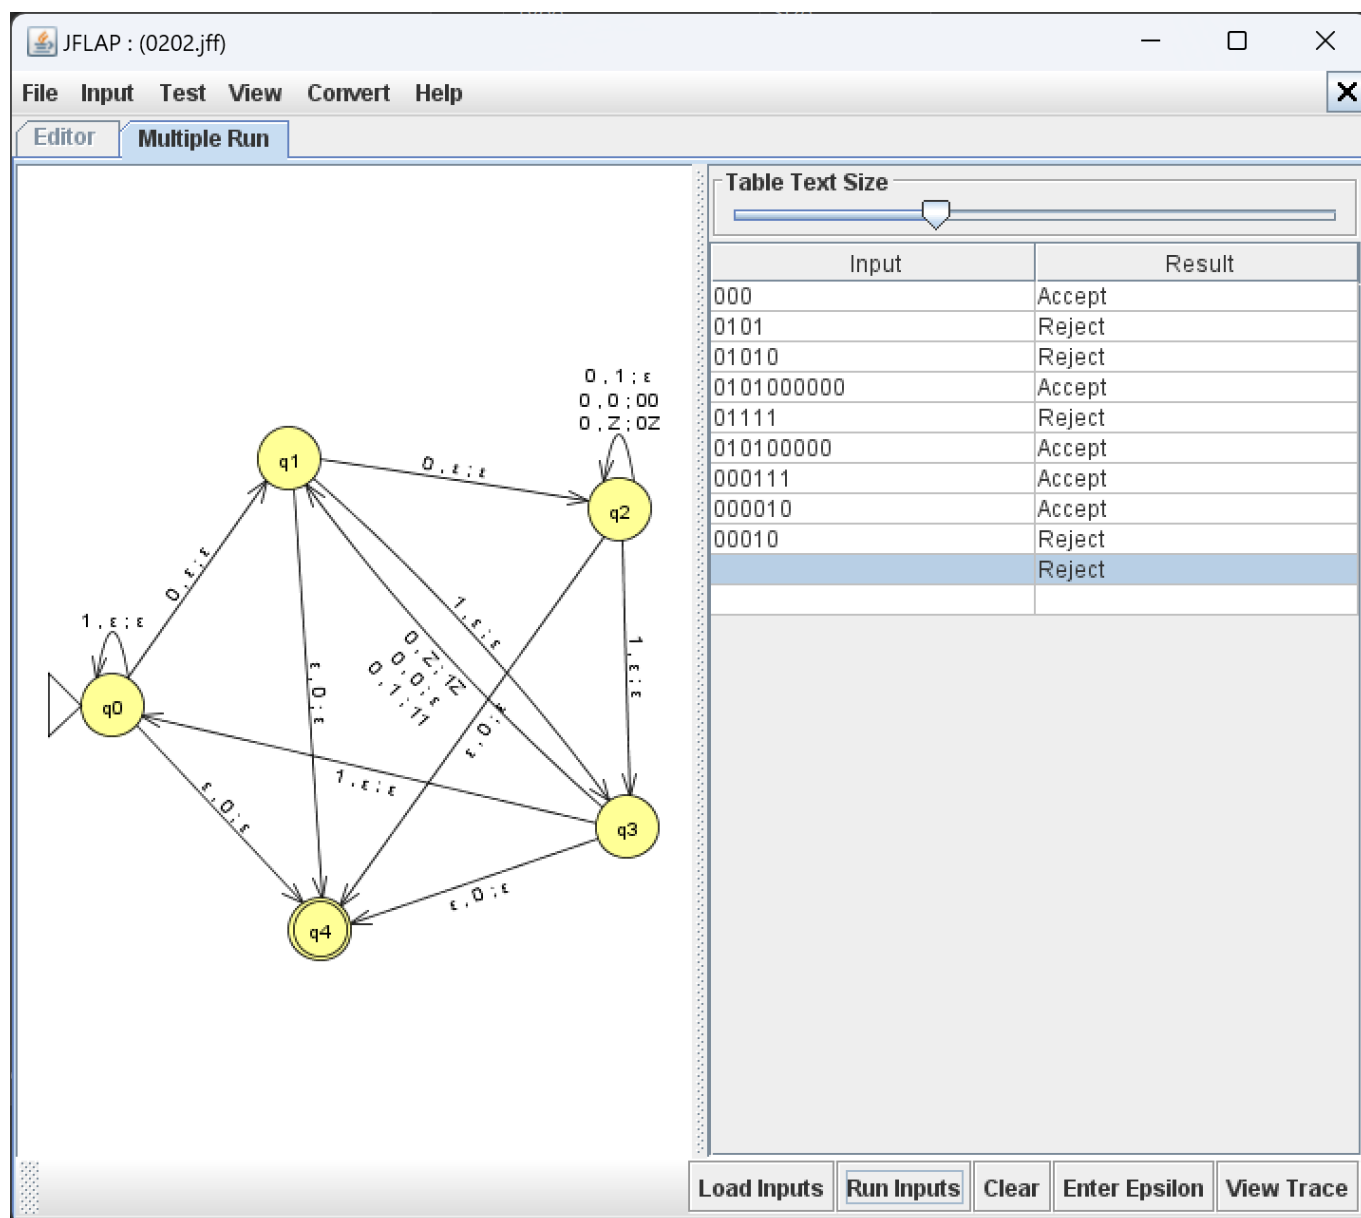 JFLAP : (0202.jff)
File Input Test View Convert Help
Editor Multiple Run
Table Text Size
Input Result
000 Accept
0101 Reject
01010 Reject
0101000000 Accept
01111 Reject
010100000 Accept
000111 Accept
000010 Accept
00010 Reject
Reject
0 , 1 ; ε
0 , 0 ; 00
0 , Z ; 0Z
q1
0 , ε ; ε
q2
0 , ε ; ε
1 , ε ; ε
1 , ε ; ε
0 , Z ; 1Z
0 , 0 ; ε
0 , 1 ; 11
1 , ε ; ε
ε , 0 ; ε
q0
ε , 0 ; ε
1 , ε ; ε
ε , 0 ; ε
q3
ε , 0 ; ε
q4
Load Inputs Run Inputs Clear Enter Epsilon View Trace